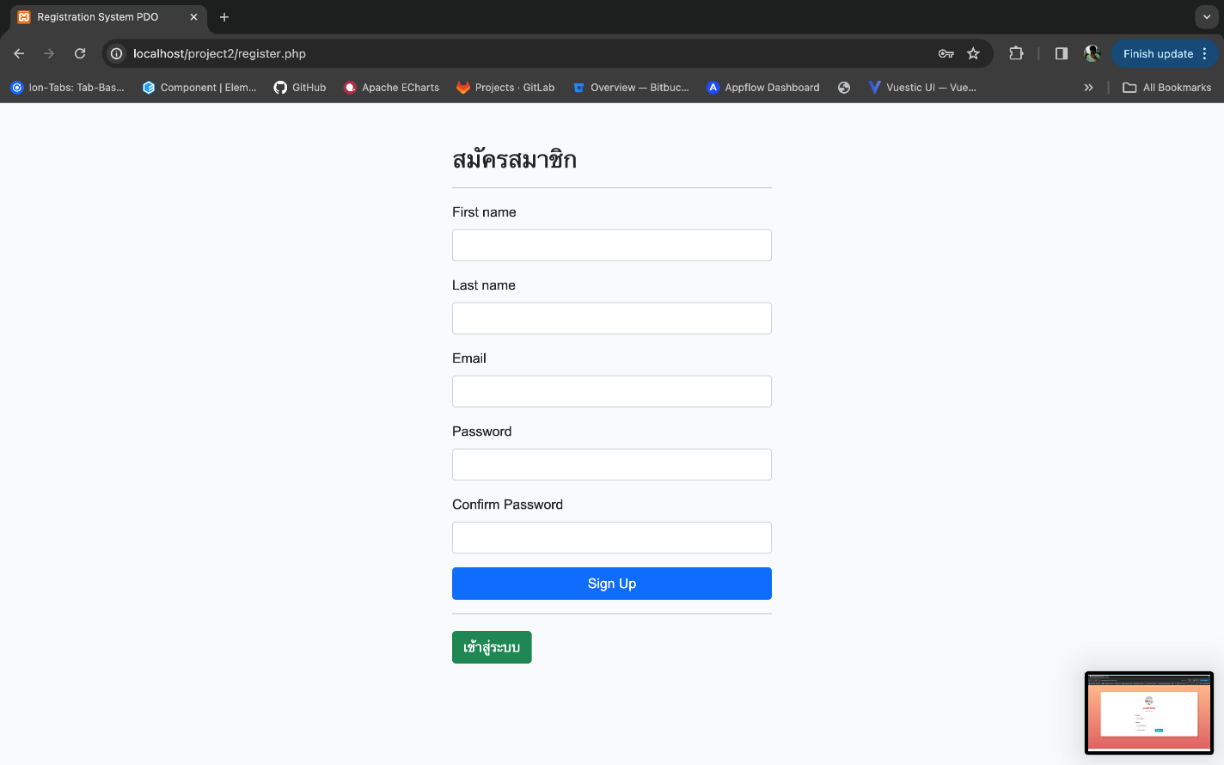 Registration System PDO
localhost/project2/register.php
Finish update
Ion-Tabs: Tab-Bas...
Component | Elem...
GitHub
Apache ECharts
Projects · GitLab
Overview — Bitbuc...
Appflow Dashboard
Vuestic UI — Vue...
All Bookmarks
สมัครสมาชิก
First name
Last name
Email
Password
Confirm Password
Sign Up
เข้าสู่ระบบ